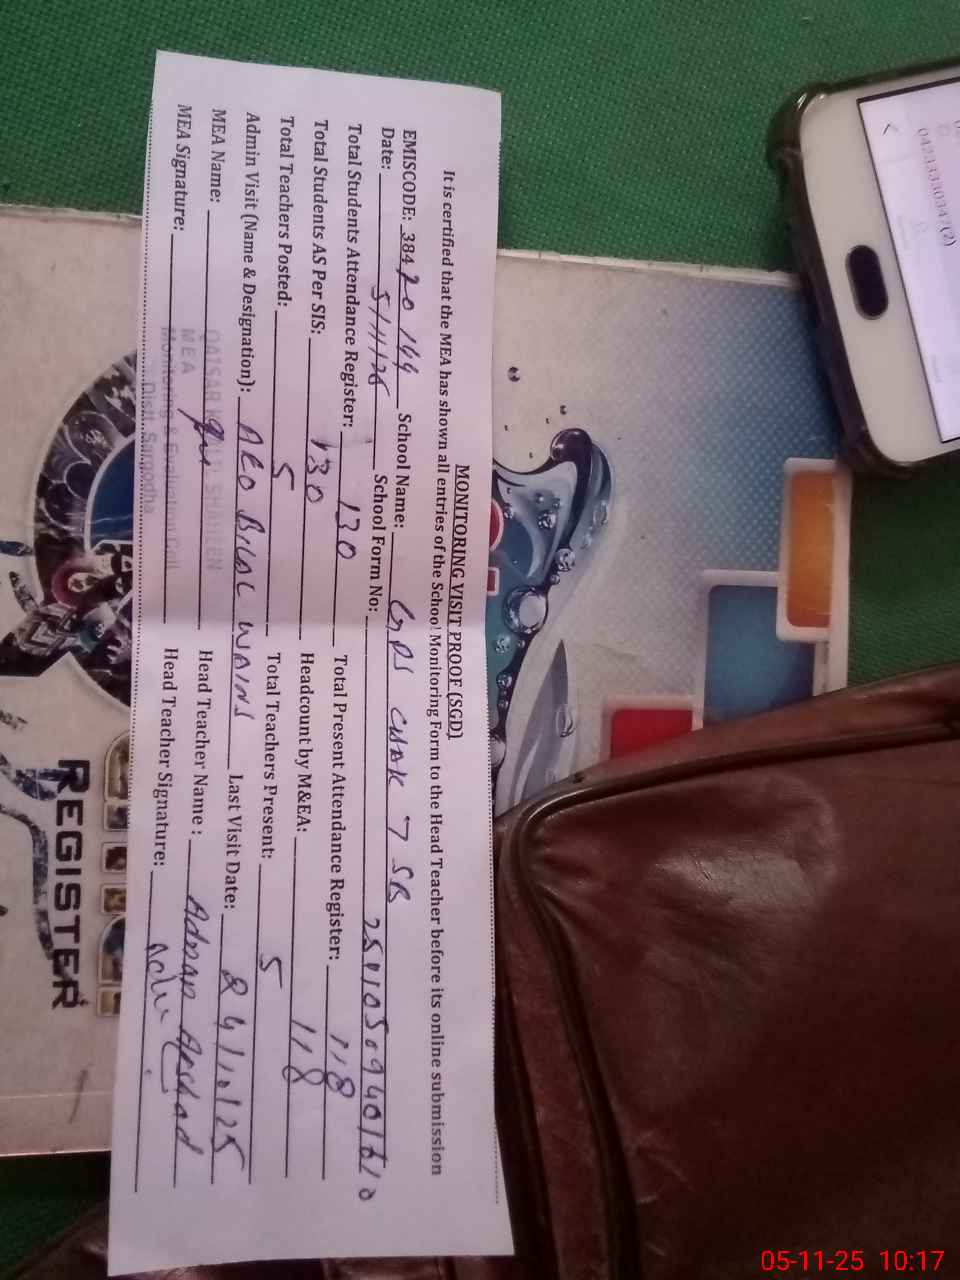 MONITORING VISIT PROOF (SGD)
It is certified that the MEA has shown all entries of the School Monitoring Form to the Head Teacher before its online submission
EMISCODE: 38420144 School Name: GPS CHAK 7 SB
Date: 5/11/25 School Form No:
Total Students Attendance Register: 130 Total Present Attendance Register: 118
Total Students AS Per SIS: 130 Headcount by M&EA: 118
Total Teachers Posted: 5 Total Teachers Present: 5
Admin Visit (Name & Designation): AEO BILAL WAINS Last Visit Date:
MEA Name: Head Teacher Name : Adnan Arshad
MEA Signature: Head Teacher Signature:
SHAHEEN
MEA
Monitoring & Evaluation Cell
Distt. Sargodha
REGISTER
05-11-25 10:17